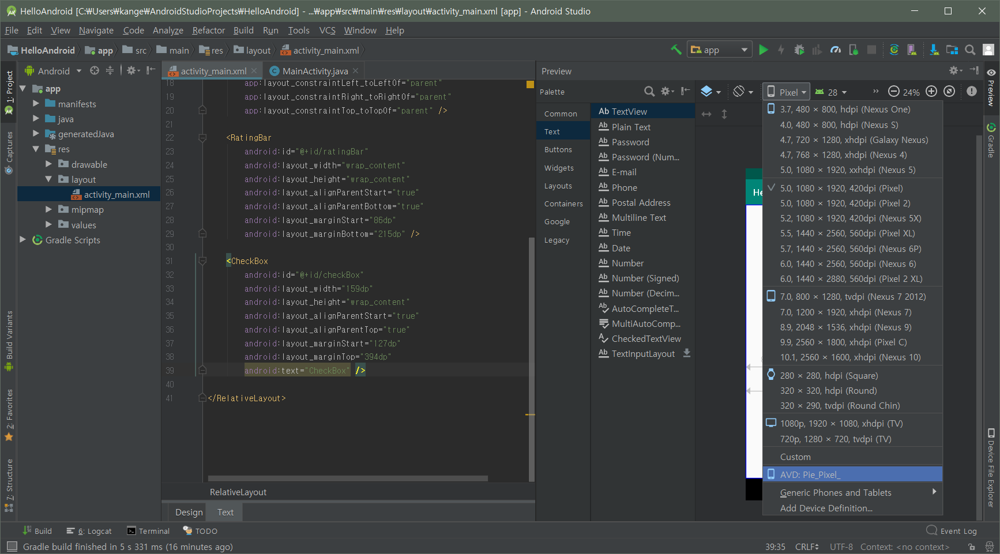 HelloAndroid [C:₩Users₩kange₩AndroidStudioProjects₩HelloAndroid] - ...₩app₩src₩main₩res₩layout₩activity_main.xml [app] - Android Studio
File Edit View Navigate Code Analyze Refactor Build Run Tools VCS Window Help
HelloAndroid app src main res layout activity_main.xml
app
1: Project
Captures
Build Variants
2: Favorites
7: Structure
Android
app
manifests
java
generatedJava
res
drawable
layout
activity_main.xml
mipmap
values
Gradle Scripts
activity_main.xml MainActivity.java
18 app:layout_constraintLeft_toLeftOf="parent"
19 app:layout_constraintRight_toRightOf="parent"
20 app:layout_constraintTop_toTopOf="parent" />
21
22 <RatingBar
23 android:id="@+id/ratingBar"
24 android:layout_width="wrap_content"
25 android:layout_height="wrap_content"
26 android:layout_alignParentStart="true"
27 android:layout_alignParentBottom="true"
28 android:layout_marginStart="86dp"
29 android:layout_marginBottom="215dp" />
30
31 <CheckBox
32 android:id="@+id/checkBox"
33 android:layout_width="159dp"
34 android:layout_height="wrap_content"
35 android:layout_alignParentStart="true"
36 android:layout_alignParentTop="true"
37 android:layout_marginStart="127dp"
38 android:layout_marginTop="394dp"
39 android:text="CheckBox" />
40
41 </RelativeLayout>
RelativeLayout
Design Text
Preview
Palette
Common
Text
Buttons
Widgets
Layouts
Containers
Google
Legacy
Ab TextView
Ab Plain Text
Ab Password
Ab Password (Num...
Ab E-mail
Ab Phone
Ab Postal Address
Ab Multiline Text
Ab Time
Ab Date
Ab Number
Ab Number (Signed)
Ab Number (Decim...
Ab AutoCompleteT...
MultiAutoComp...
A CheckedTextView
Ab TextInputLayout
Pixel 28 » 24%
He
3.7, 480 × 800, hdpi (Nexus One)
4.0, 480 × 800, hdpi (Nexus S)
4.7, 720 × 1280, xhdpi (Galaxy Nexus)
4.7, 768 × 1280, xhdpi (Nexus 4)
5.0, 1080 × 1920, xxhdpi (Nexus 5)
5.0, 1080 × 1920, 420dpi (Pixel)
5.0, 1080 × 1920, 420dpi (Pixel 2)
5.2, 1080 × 1920, 420dpi (Nexus 5X)
5.5, 1440 × 2560, 560dpi (Pixel XL)
5.7, 1440 × 2560, 560dpi (Nexus 6P)
6.0, 1440 × 2560, 560dpi (Nexus 6)
6.0, 1440 × 2880, 560dpi (Pixel 2 XL)
7.0, 800 × 1280, tvdpi (Nexus 7 2012)
7.0, 1200 × 1920, xhdpi (Nexus 7)
8.9, 2048 × 1536, xhdpi (Nexus 9)
9.9, 2560 × 1800, xhdpi (Pixel C)
10.1, 2560 × 1600, xhdpi (Nexus 10)
280 × 280, hdpi (Square)
320 × 320, hdpi (Round)
320 × 290, tvdpi (Round Chin)
1080p, 1920 × 1080, xhdpi (TV)
720p, 1280 × 720, tvdpi (TV)
Custom
AVD: Pie_Pixel_
Generic Phones and Tablets
Add Device Definition...
Preview
Gradle
Device File Explorer
Build 6: Logcat Terminal TODO Event Log
Gradle build finished in 5 s 331 ms (16 minutes ago) 39:35 CRLF UTF-8 Context: <no context>